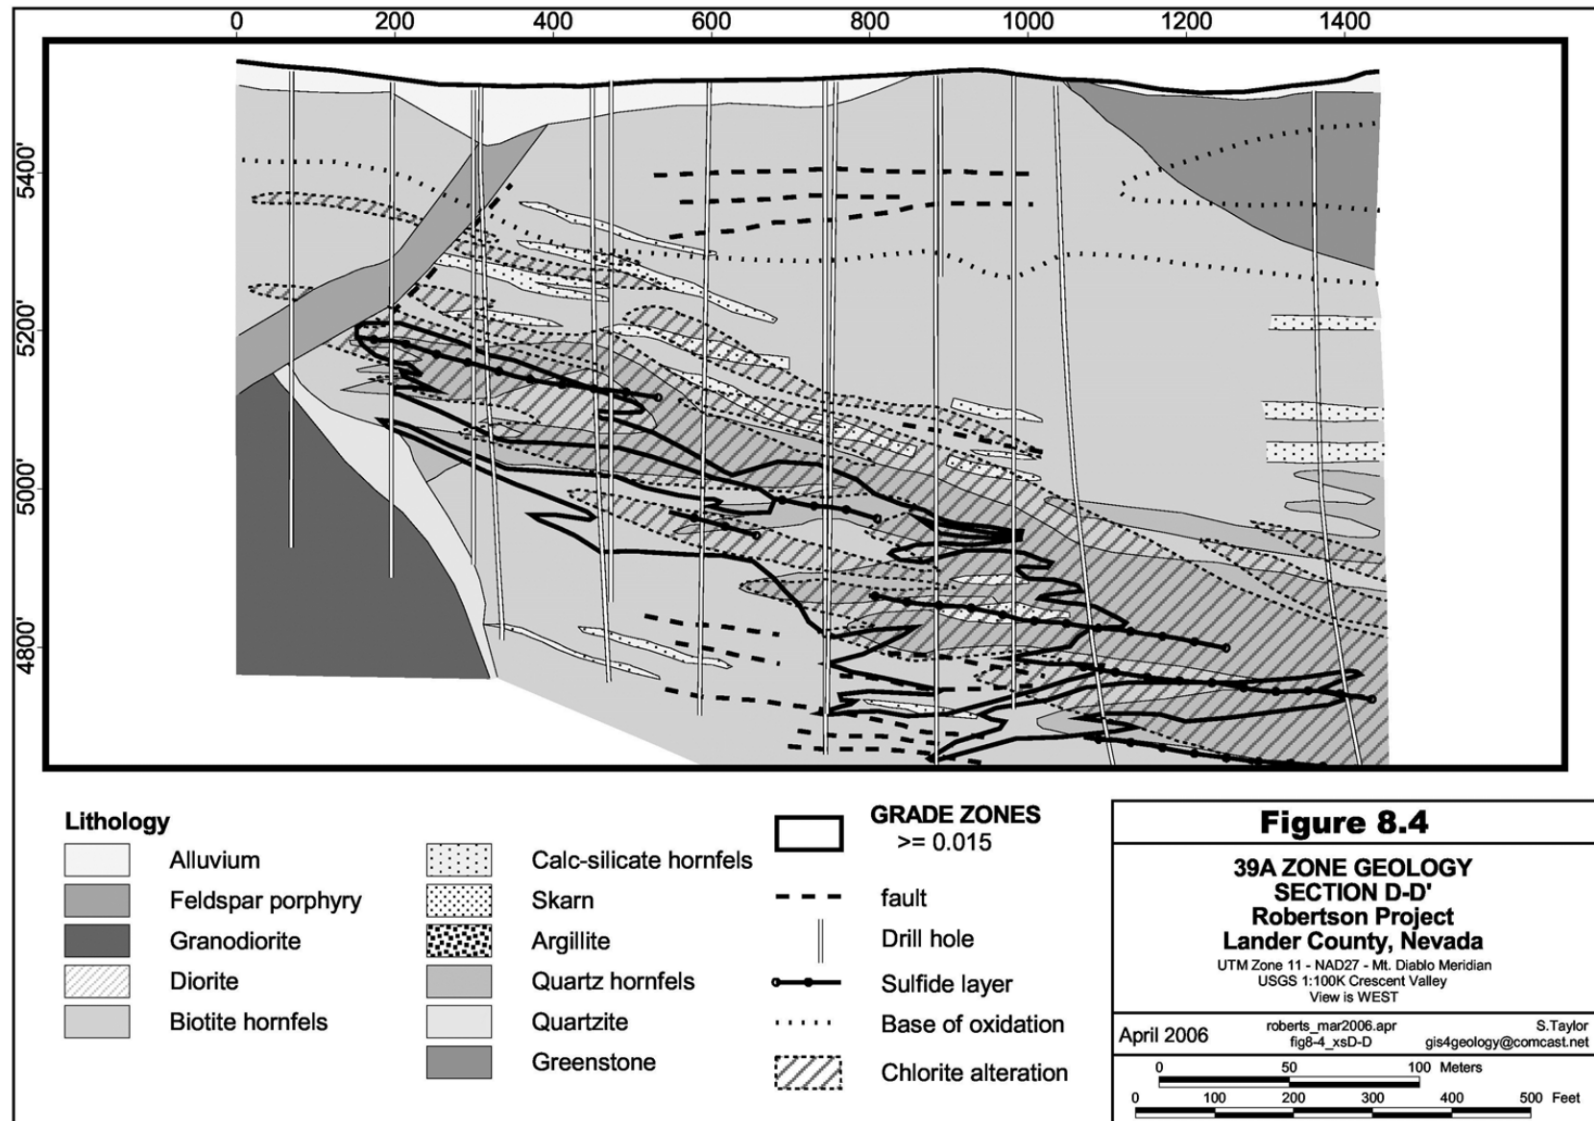 0 200 400 600 800 1000 1200 1400
5400'
5200'
5000'
4800'
Lithology
Alluvium
Feldspar porphyry
Granodiorite
Diorite
Biotite hornfels
Calc-silicate hornfels
Skarn
Argillite
Quartz hornfels
Quartzite
Greenstone
GRADE ZONES
>= 0.015
fault
Drill hole
Sulfide layer
Base of oxidation
Chlorite alteration
Figure 8.4
39A ZONE GEOLOGY
SECTION D-D'
Robertson Project
Lander County, Nevada
UTM Zone 11 - NAD27 - Mt. Diablo Meridian
USGS 1:100K Crescent Valley
View is WEST
April 2006
roberts_mar2006.apr
fig8-4_xsD-D
S.Taylor
gis4geology@comcast.net
0 50 100 Meters
0 100 200 300 400 500 Feet